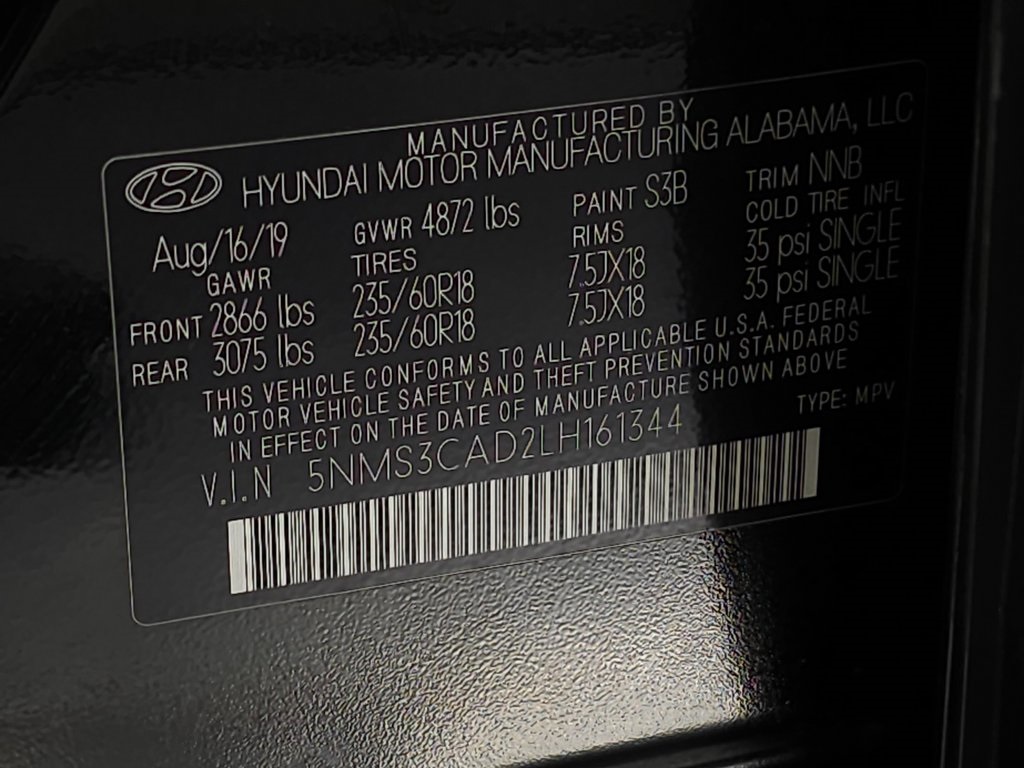 MANUFACTURED BY
HYUNDAI MOTOR MANUFACTURING ALABAMA, LLC
Aug/16/19 GVWR 4872 lbs PAINT S3B TRIM NNB
GAWR TIRES RIMS COLD TIRE INFL
FRONT 2866 lbs 235/60R18 7.5JX18 35 psi SINGLE
REAR 3075 lbs 235/60R18 7.5JX18 35 psi SINGLE
THIS VEHICLE CONFORMS TO ALL APPLICABLE U.S.A. FEDERAL
MOTOR VEHICLE SAFETY AND THEFT PREVENTION STANDARDS
IN EFFECT ON THE DATE OF MANUFACTURE SHOWN ABOVE
V.I.N 5NMS3CAD2LH161344 TYPE: MPV